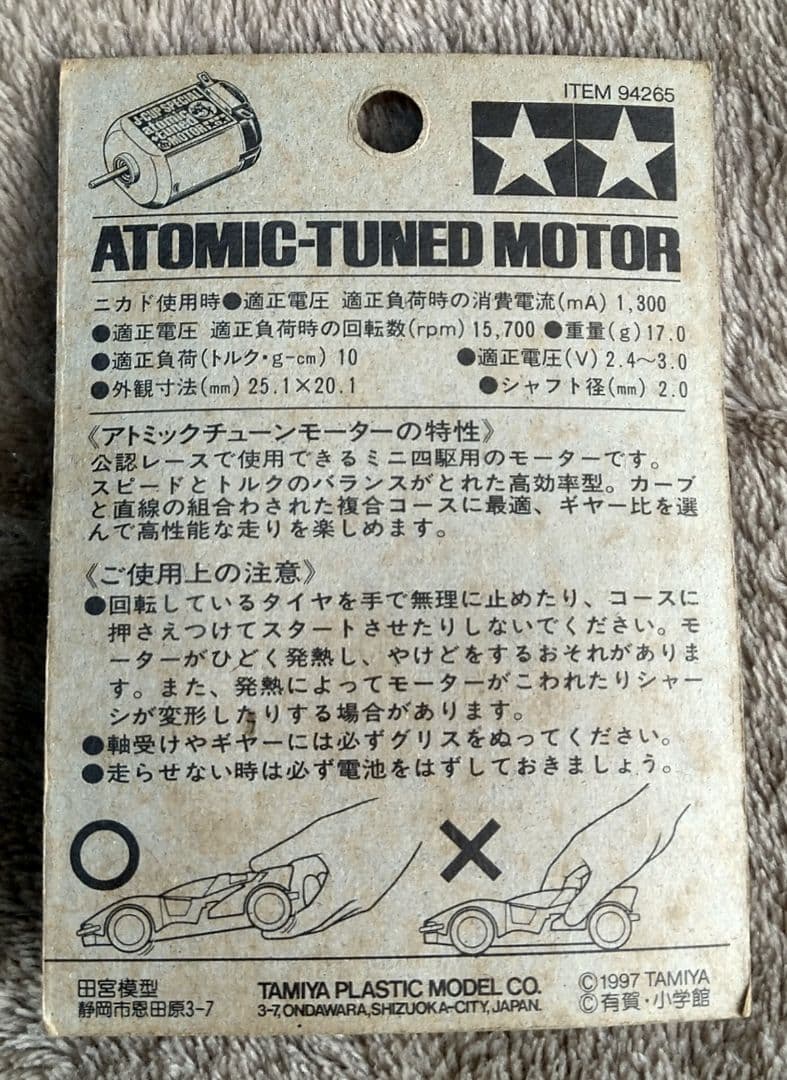 ITEM 94265
J-CUP SPECIAL
ATOMIC
TUNED
MOTOR
ATOMIC-TUNED MOTOR
ニカド使用時●適正電圧 適正負荷時の消費電流(mA) 1,300
●適正電圧 適正負荷時の回転数(rpm) 15,700 ●重量(g) 17.0
●適正負荷(トルク・g-cm) 10 ●適正電圧(V) 2.4〜3.0
●外観寸法(mm) 25.1×20.1 ●シャフト径(mm) 2.0
《アトミックチューンモーターの特性》
公認レースで使用できるミニ四駆用のモーターです。
スピードとトルクのバランスがとれた高効率型。カーブ
と直線の組合わされた複合コースに最適、ギヤー比を選
んで高性能な走りを楽しめます。
《ご使用上の注意》
●回転しているタイヤを手で無理に止めたり、コースに
押さえつけてスタートさせたりしないでください。モ
ーターがひどく発熱し、やけどをするおそれがありま
す。また、発熱によってモーターがこわれたりシャー
シが変形したりする場合があります。
●軸受けやギヤーには必ずグリスをぬってください。
●走らせない時は必ず電池をはずしておきましょう。
田宮模型
静岡市恩田原3-7
TAMIYA PLASTIC MODEL CO.
3-7, ONDAWARA, SHIZUOKA-CITY, JAPAN.
©1997 TAMIYA
©有賀・小学館